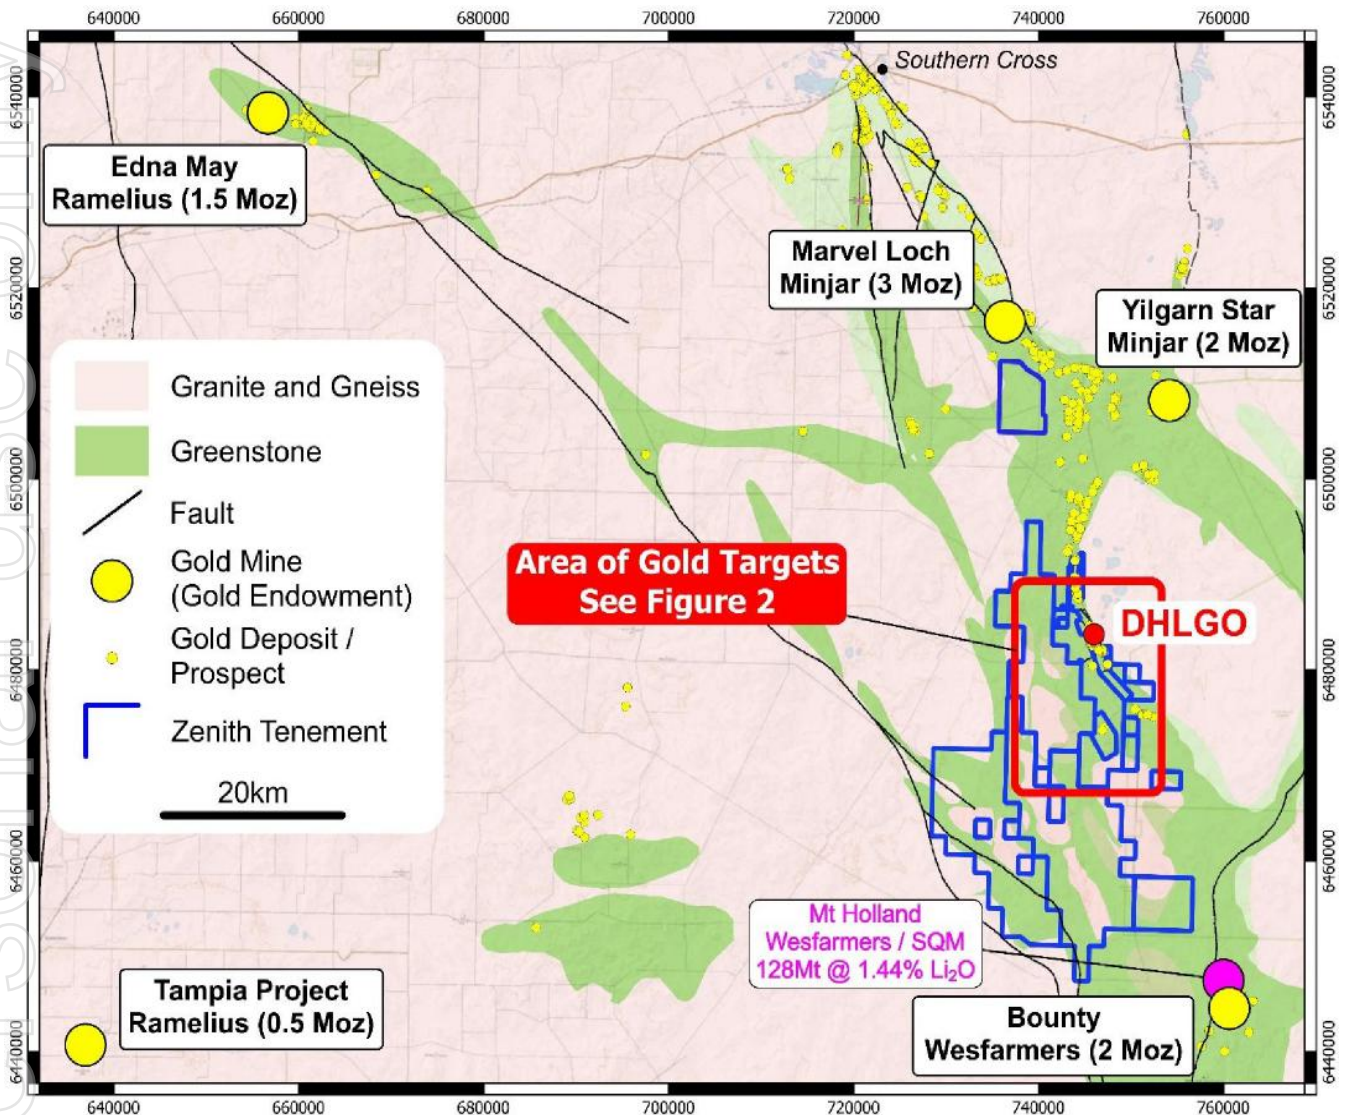 640000
660000
680000
700000
720000
740000
760000
6540000
6520000
6500000
6480000
6460000
6440000
6540000
6520000
6500000
6480000
6460000
6440000
Southern Cross
Edna May
Ramelius (1.5 Moz)
Marvel Loch
Minjar (3 Moz)
Yilgarn Star
Minjar (2 Moz)
Granite and Gneiss
Greenstone
Fault
Gold Mine
(Gold Endowment)
Gold Deposit /
Prospect
Zenith Tenement
20km
Area of Gold Targets
See Figure 2
DHLGO
Mt Holland
Wesfarmers / SQM
128Mt @ 1.44% Li₂O
Tampia Project
Ramelius (0.5 Moz)
Bounty
Wesfarmers (2 Moz)
640000
660000
680000
700000
720000
740000
760000